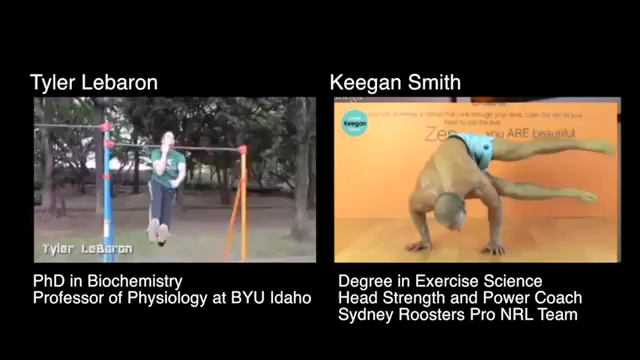 Tyler Lebaron
Keegan Smith
Keegan
Zen
you ARE beautiful
Tyler LeBaron
PhD in Biochemistry
Professor of Physiology at BYU Idaho
Degree in Exercise Science
Head Strength and Power Coach
Sydney Roosters Pro NRL Team